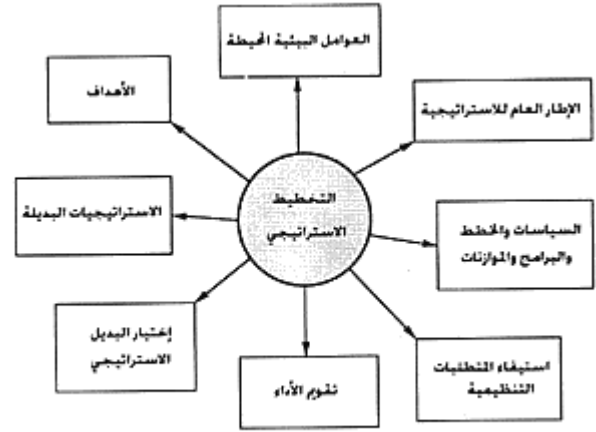 العوامل البيئية المحيطة
الإطار العام للاستراتيجية
الأهداف
التخطيط
الاستراتيجي
الاستراتيجيات البديلة
السياسات والخطط
والبرامج والموازنات
إختيار البديل
الاستراتيجي
استيفاء المتطلبات
التنظيمية
تقويم الأداء